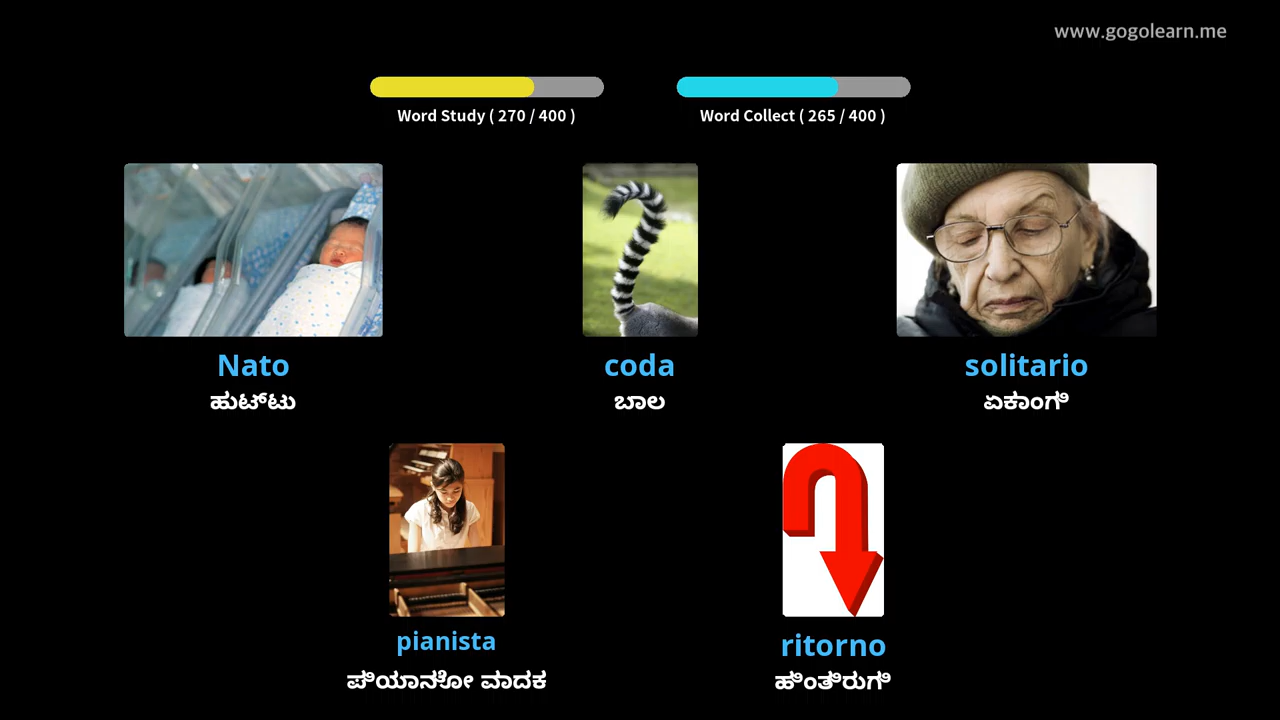 www.gogolearn.me
Word Study ( 270 / 400 )
Word Collect ( 265 / 400 )
Nato
coda
solitario
ಹುಟ್ಟು
ಬಾಲ
ಏಕಾಂಗಿ
pianista
ritorno
ಪಿಯಾನೋ ವಾದಕ
ಹಿಂತಿರುಗಿ